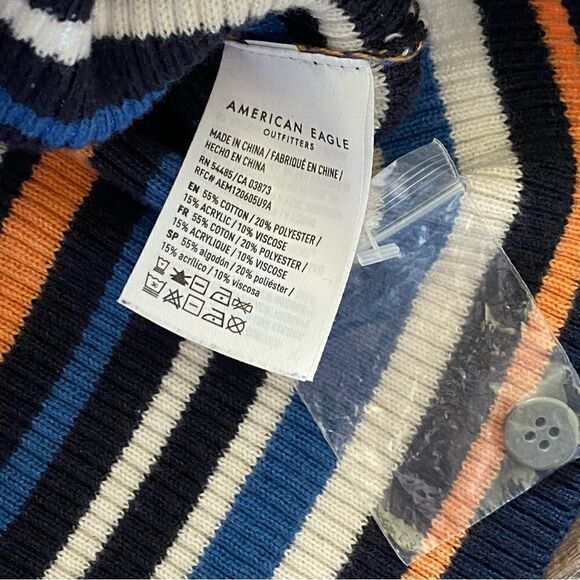 AMERICAN EAGLE
OUTFITTERS
MADE IN CHINA / FABRIQUÉ EN CHINE /
HECHO EN CHINA
RN 54485/CA 03873
RFC# AEM120605U9A
EN 55% COTTON / 20% POLYESTER /
15% ACRYLIC / 10% VISCOSE
FR 55% COTON / 20% POLYESTER /
15% ACRYLIQUE / 10% VISCOSE
SP 55% algodón / 20% poliéster /
15% acrílico / 10% viscosa